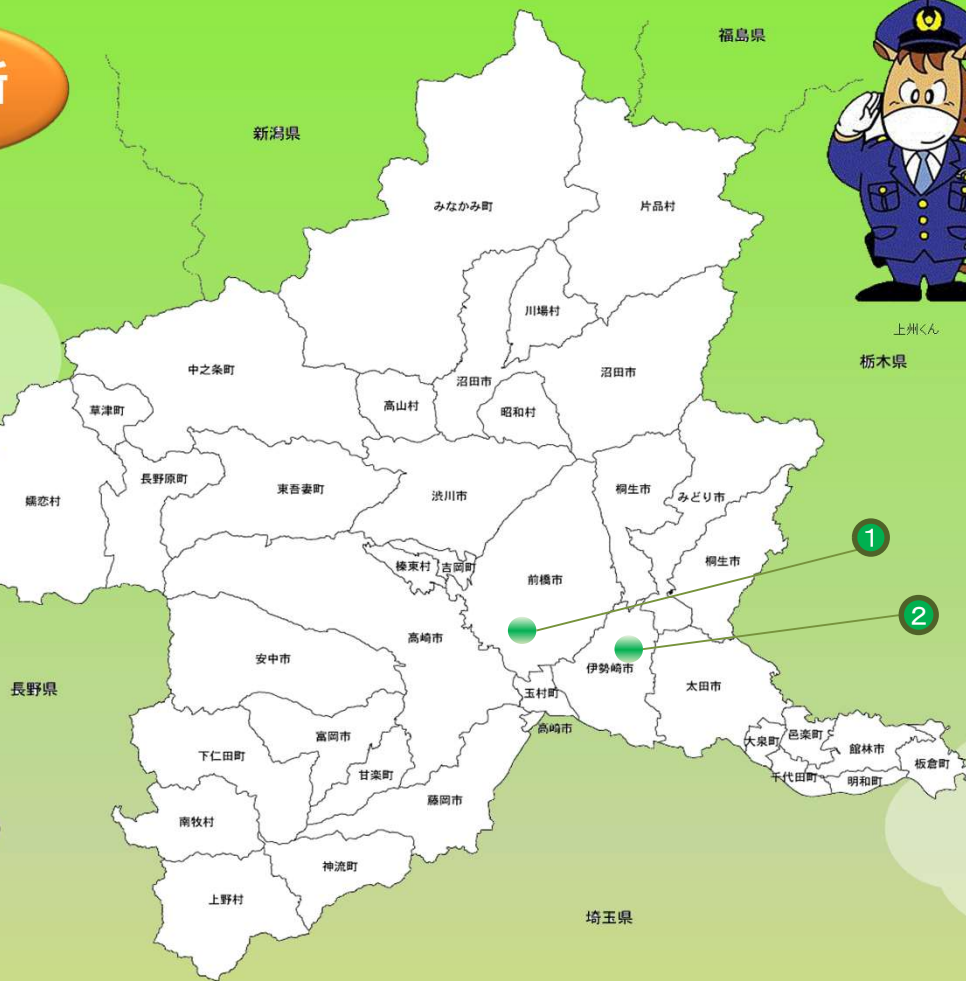 所
福島県
新潟県
みなかみ町
片品村
川場村
上州くん
栃木県
中之条町
沼田市
沼田市
高山村
昭和村
草津町
長野原町
東吾妻町
渋川市
桐生市
みどり市
嬬恋村
①
榛東村
吉岡町
前橋市
桐生市
②
高崎市
安中市
伊勢崎市
長野県
玉村町
太田市
高崎市
富岡市
下仁田町
大泉町
邑楽町
館林市
甘楽町
千代田町
明和町
板倉町
藤岡市
南牧村
神流町
上野村
埼玉県